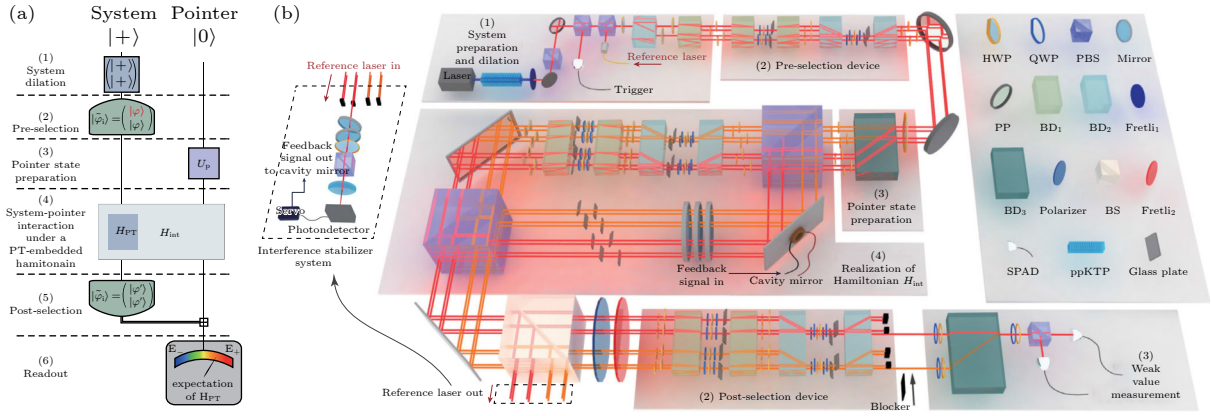 (a)
System
Pointer
|+⟩
|0⟩
(1)
System
dilation
|+⟩
|+⟩
(2)
Pre-selection
|φ̃ᵢ⟩=(|φ⟩
|φ⟩)
(3)
Pointer state
preparation
Uₚ
(4)
System-pointer
interaction
under a
PT-embedded
hamitonain
H_PT
H_int
(5)
Post-selection
|φ̃ᵢ⟩=(|φ′⟩
|φ′⟩)
(6)
Readout
E₋
E₊
expectation
of H_PT
(b)
(1)
System
preparation
and dilation
Laser
Reference laser
Trigger
(2) Pre-selection device
Reference laser in
Feedback
signal out
to cavity mirror
Servo
Photondetector
Interference stabilizer
system
(3)
Pointer state
preparation
Feedback
signal in
Cavity mirror
(4)
Realization of
Hamiltonian H_int
Reference laser out
(2) Post-selection device
Blocker
(3)
Weak
value
measurement
HWP
QWP
PBS
Mirror
PP
BD₁
BD₂
Fretli₁
BD₃
Polarizer
BS
Fretli₂
SPAD
ppKTP
Glass plate